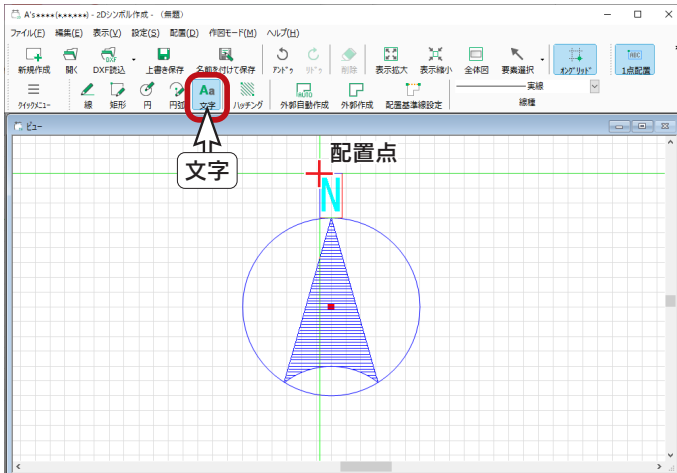 A's****(*,**,***) - 2Dシンボル作成 - （無題）
ファイル(F) 編集(E) 表示(V) 設定(S) 配置(D) 作図モード(M) ヘルプ(H)
新規作成 開く DXF読込 上書き保存 名前を付けて保存 ｱﾝﾄﾞｩ ﾘﾄﾞｩ 削除 表示拡大 表示縮小 全体図 要素選択 ｵﾝｸﾞﾘｯﾄﾞ 1点配置
DXF
ABC
ｸｲｯｸﾒﾆｭｰ 線 矩形 円 円弧 文字 ハッチング 外郭自動作成 外郭作成 配置基準線設定 線種
Aa
AUTO
実線
ビュー
文字
配置点
N